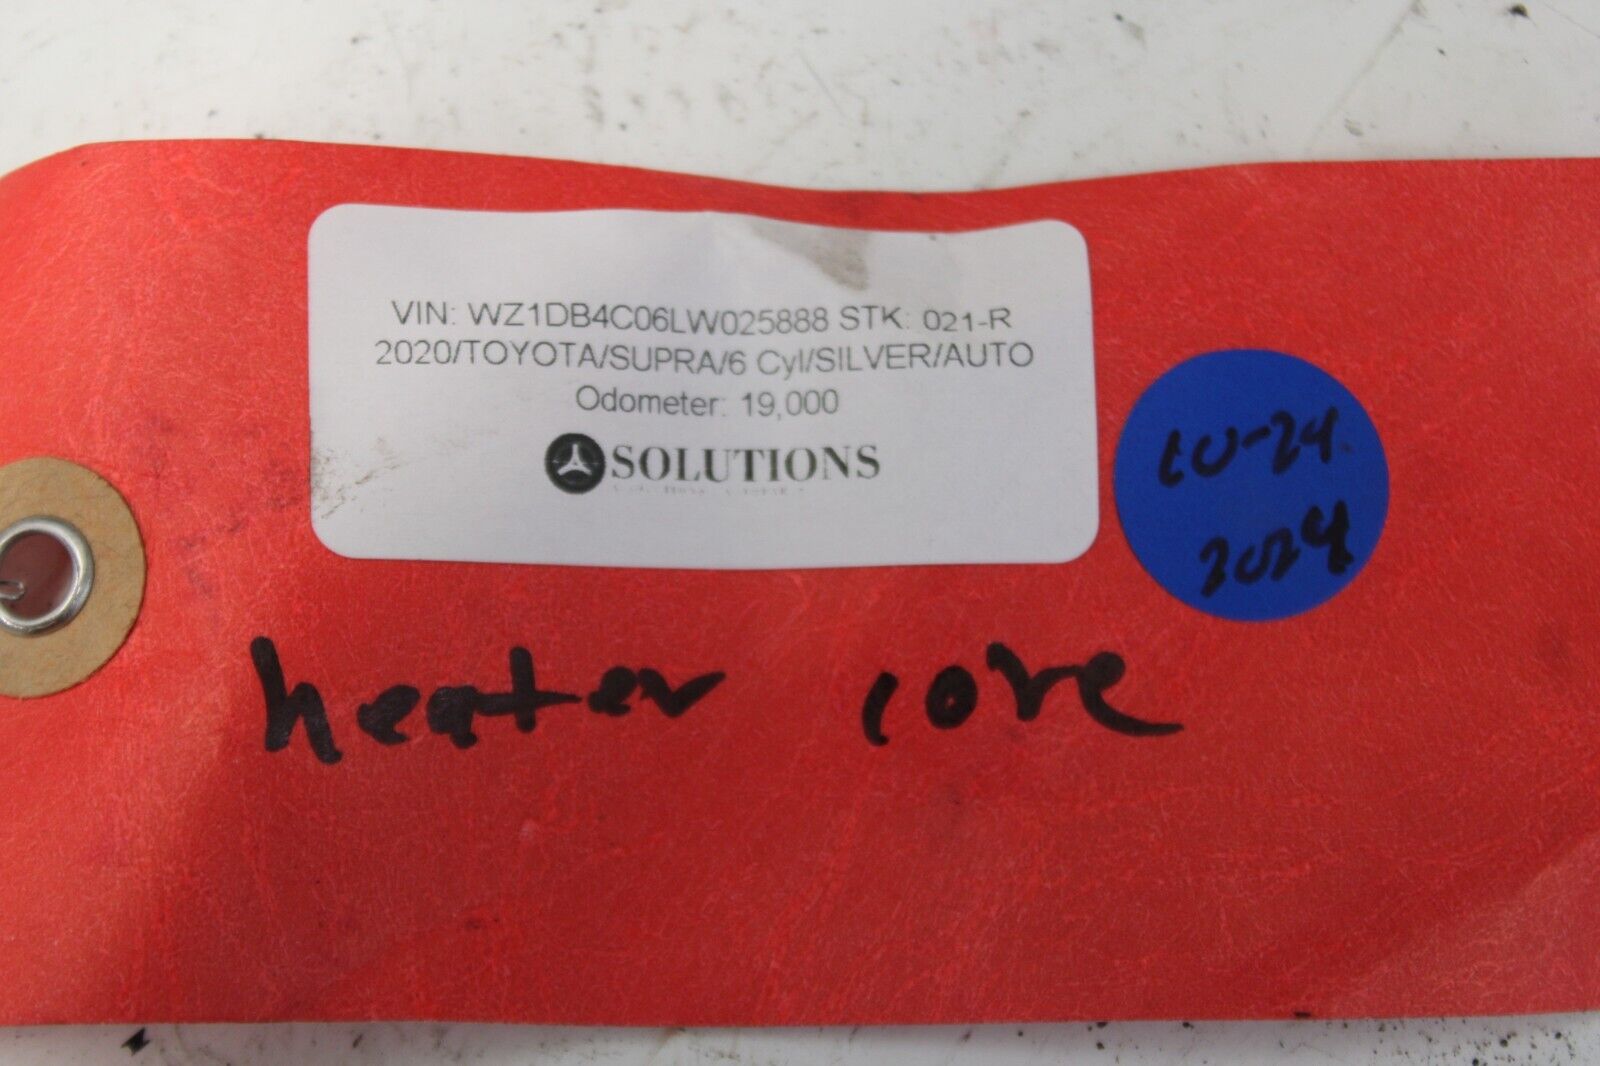 VIN: WZ1DB4C06LW025888 STK: 021-R
2020/TOYOTA/SUPRA/6 Cyl/SILVER/AUTO
Odometer: 19,000
SOLUTIONS
10-24
2024
heater core